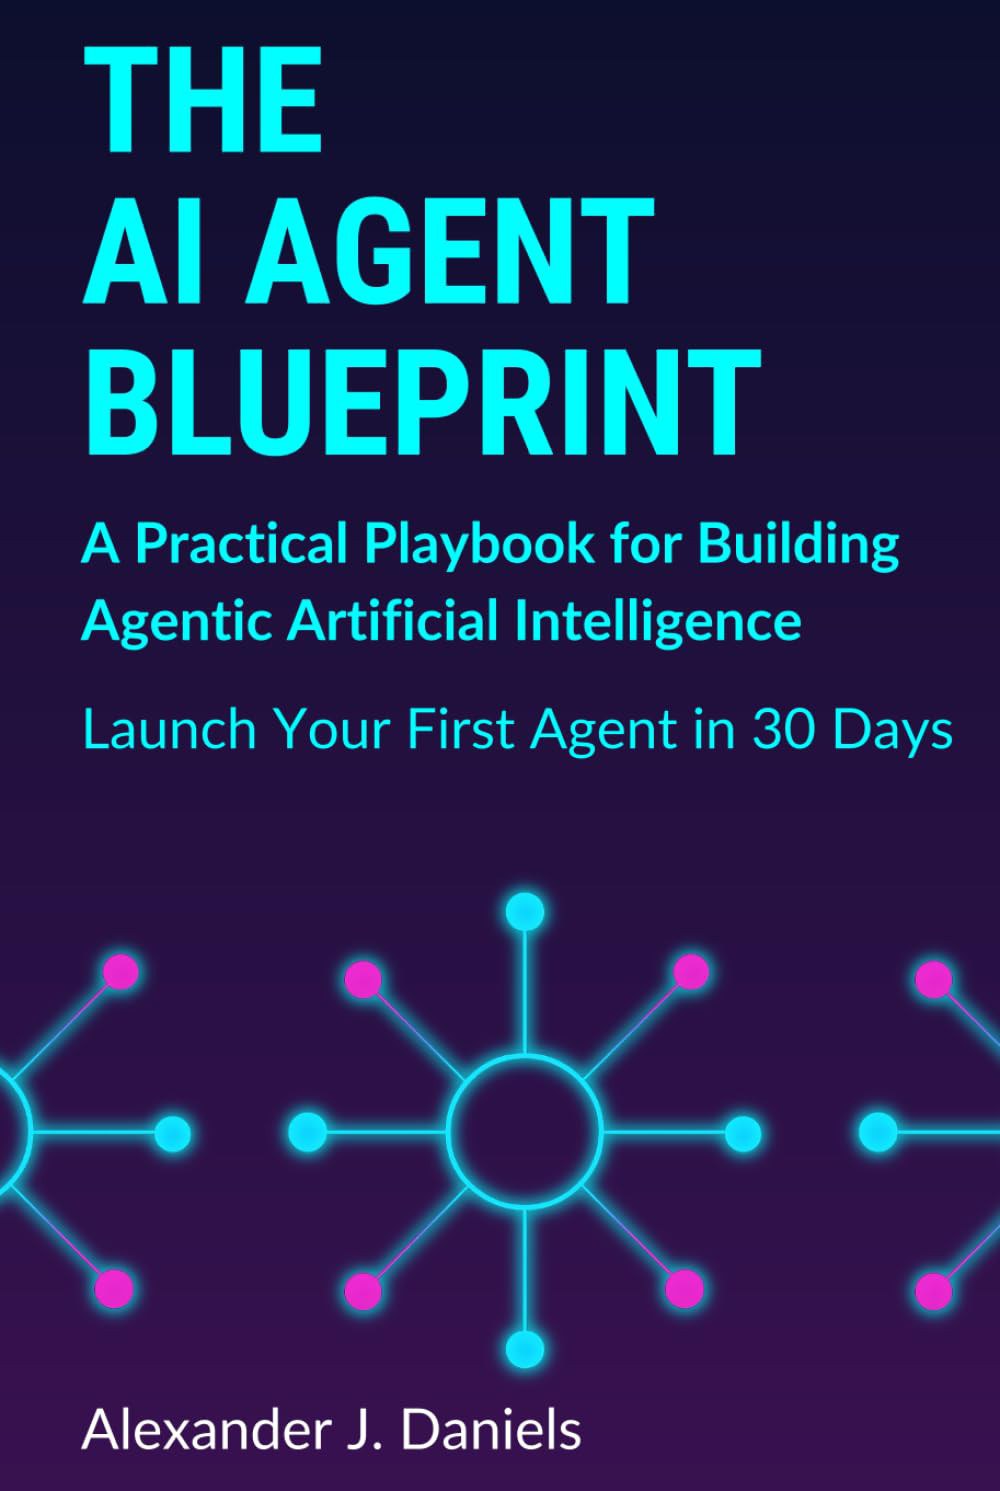 THE
AI AGENT
BLUEPRINT
A Practical Playbook for Building
Agentic Artificial Intelligence
Launch Your First Agent in 30 Days
Alexander J. Daniels